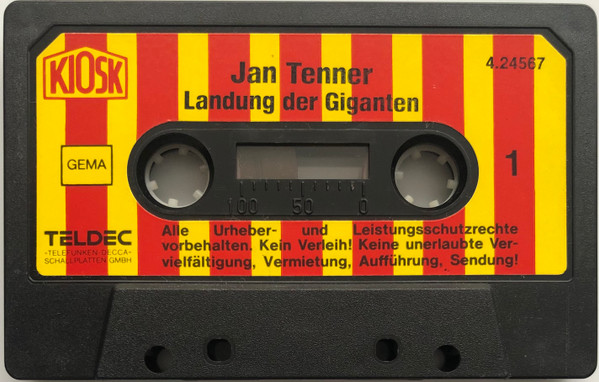 KIOSK
Jan Tenner
4.24567
Landung der Giganten
GEMA
1
100 50 0
TELDEC
»TELEFUNKEN-DECCA«
SCHALLPLATTEN GMBH
Alle Urheber- und Leistungsschutzrechte
vorbehalten. Kein Verleih! Keine unerlaubte Ver-
vielfältigung, Vermietung, Aufführung, Sendung!